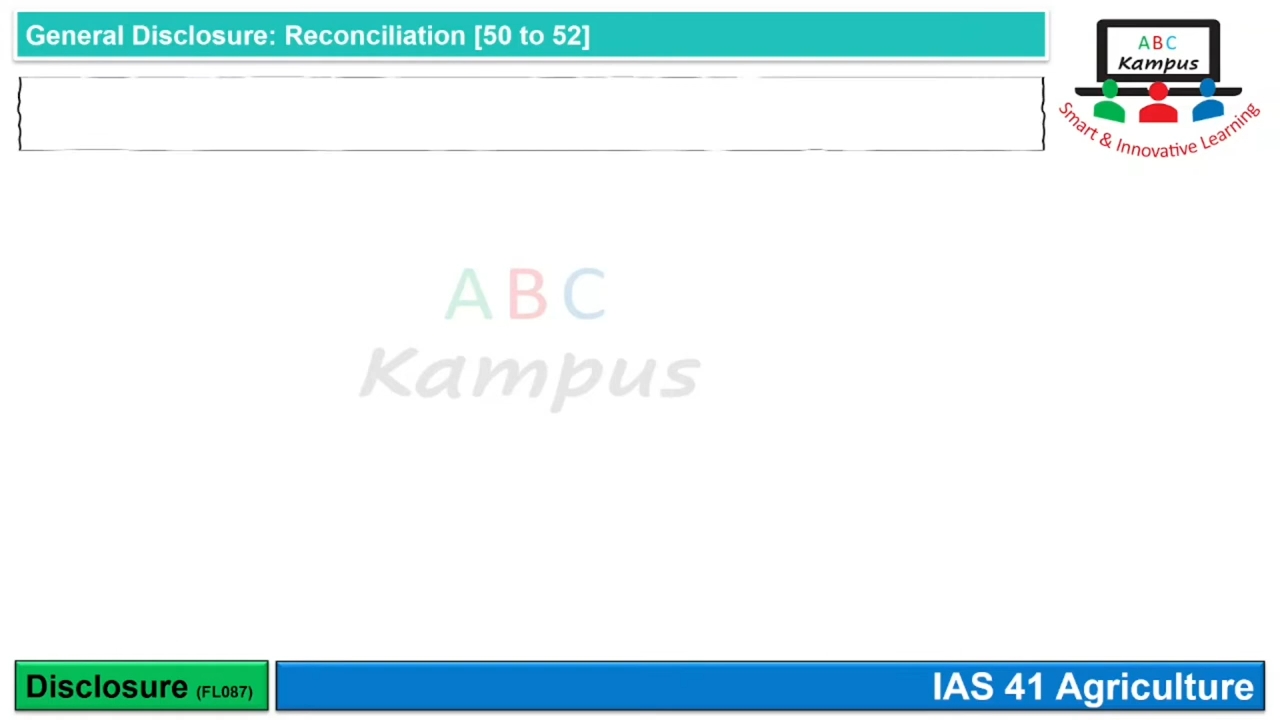 General Disclosure: Reconciliation [50 to 52]
ABC
Kampus
Smart & Innovative Learning
ABC
Kampus
Disclosure (FL087)
IAS 41 Agriculture